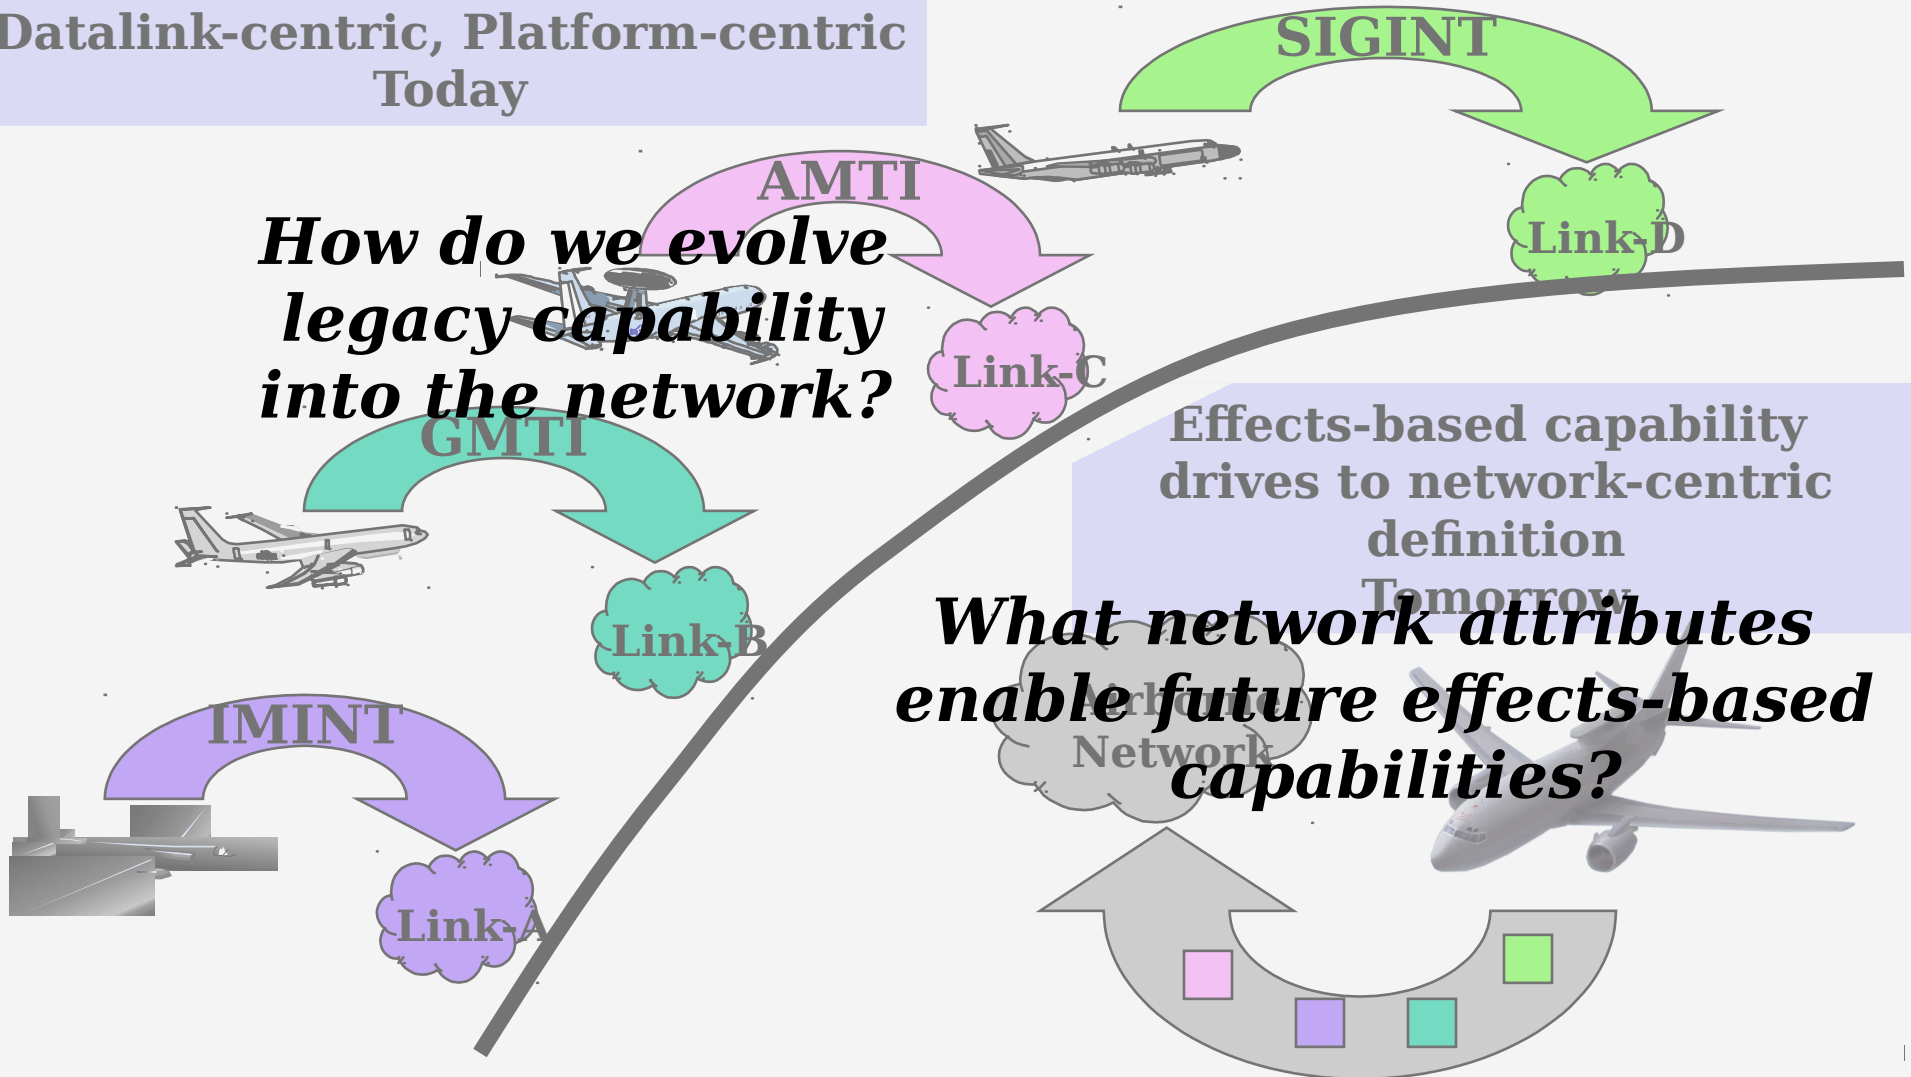 Datalink-centric, Platform-centric
Today
SIGINT
AMTI
How do we evolve
legacy capability
into the network?
Link-D
Link-C
GMTI
Effects-based capability
drives to network-centric
definition
Tomorrow
Link-B
What network attributes
enable future effects-based
capabilities?
Airborne
Network
IMINT
Link-A